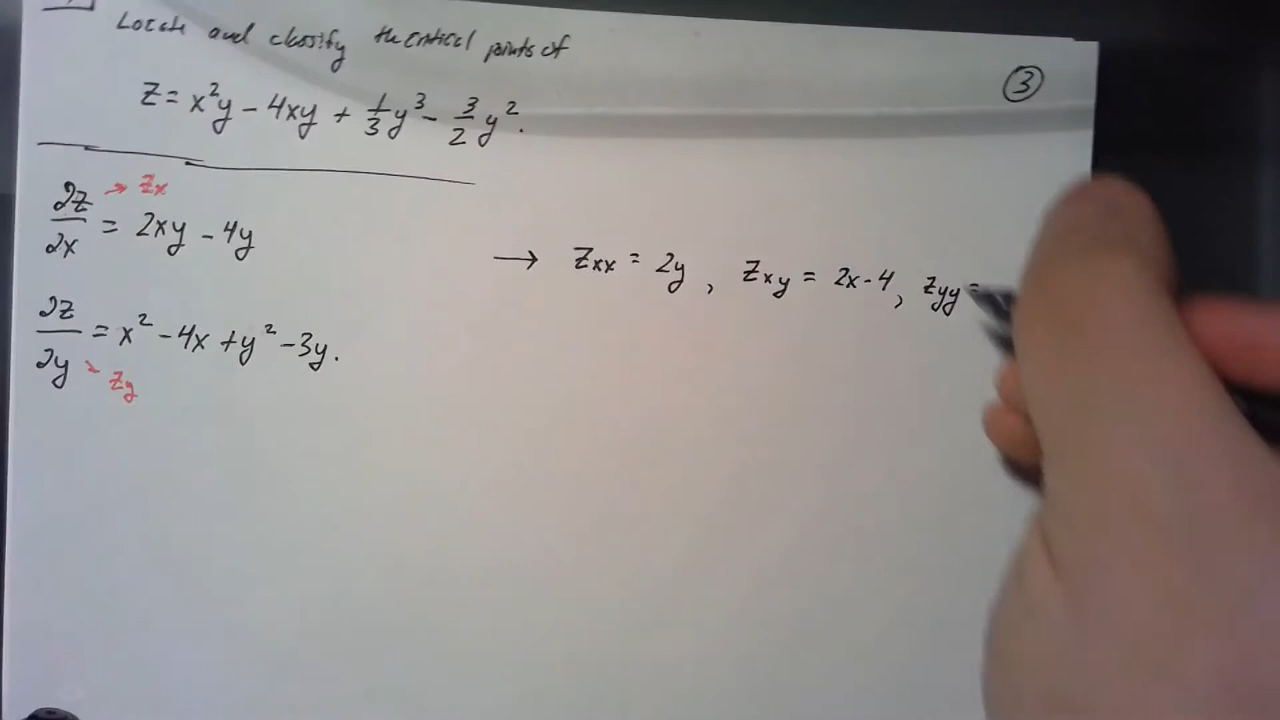 Locate and classify the critical points of
③
z = x²y - 4xy + 1/3 y³ - 3/2 y².
→ zx
∂z/∂x = 2xy - 4y
→ zxx = 2y , zxy = 2x - 4 , zyy =
∂z/∂y = x² - 4x + y² - 3y.
→ zy